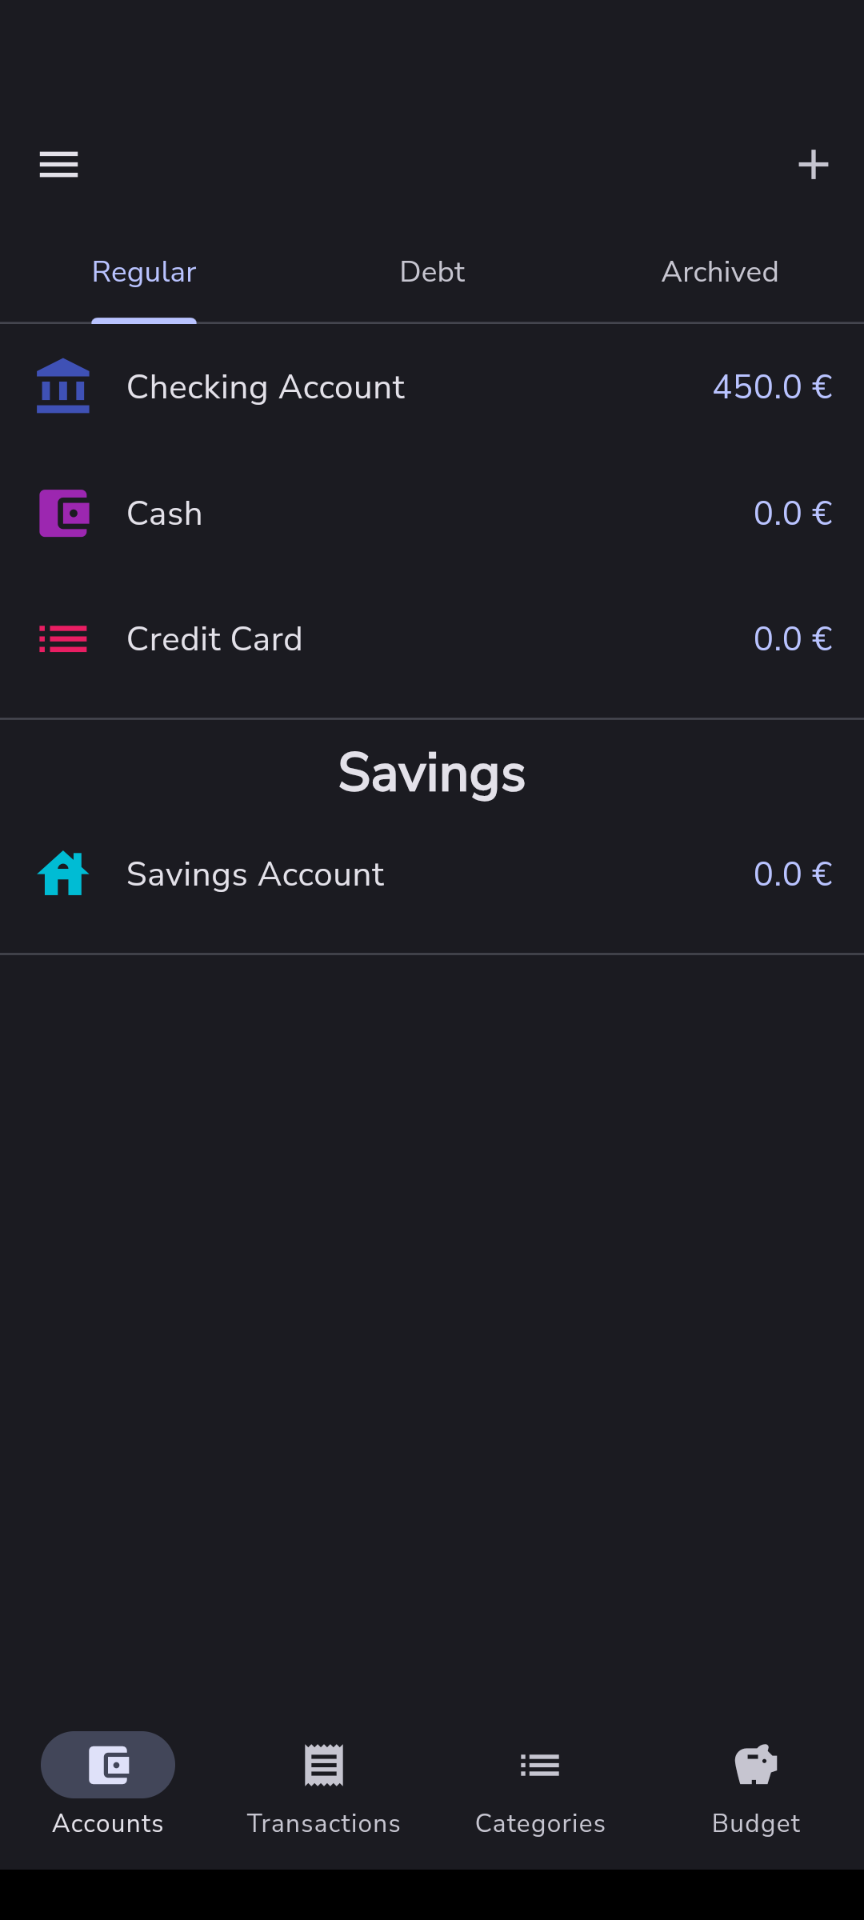 Regular Debt Archived
Checking Account 450.0 €
Cash 0.0 €
Credit Card 0.0 €
Savings
Savings Account 0.0 €
Accounts Transactions Categories Budget